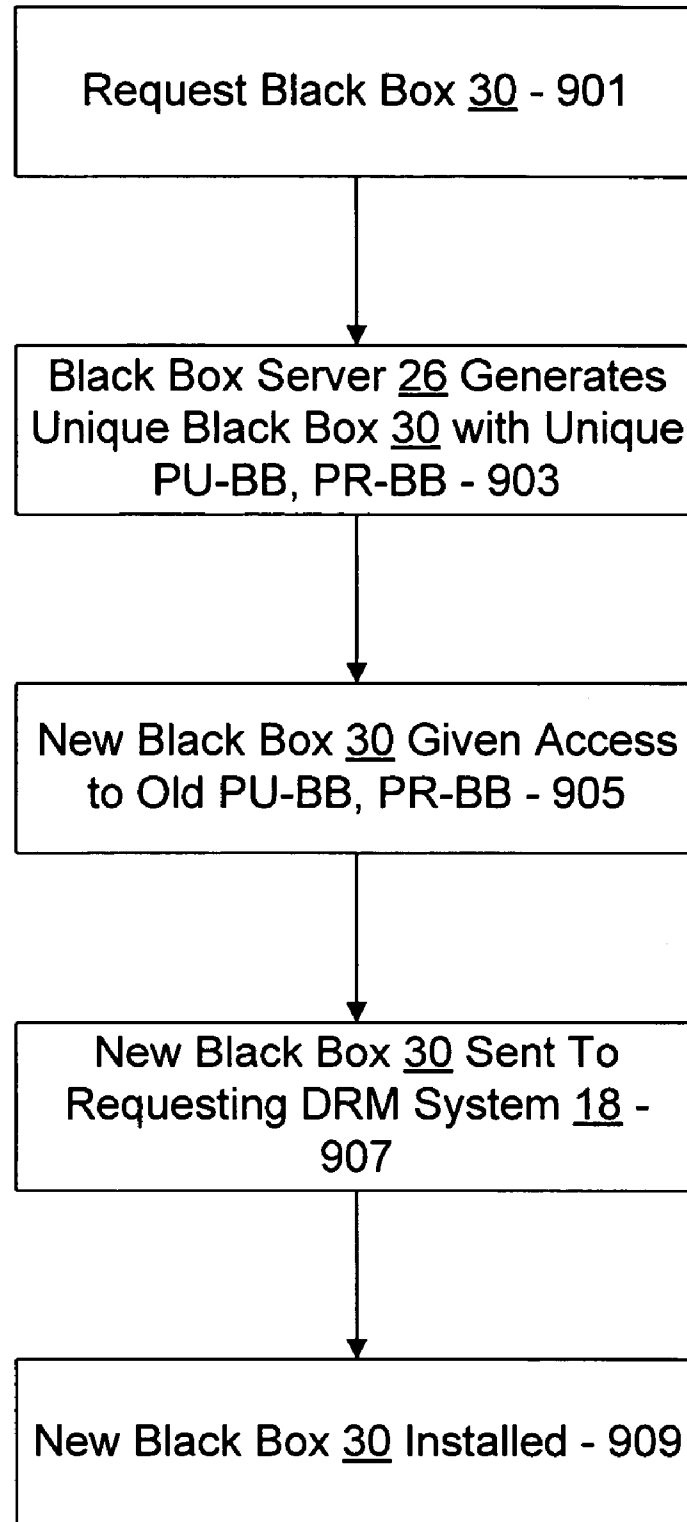 Request Black Box 30 - 901
Black Box Server 26 Generates
Unique Black Box 30 with Unique
PU-BB, PR-BB - 903
New Black Box 30 Given Access
to Old PU-BB, PR-BB - 905
New Black Box 30 Sent To
Requesting DRM System 18 -
907
New Black Box 30 Installed - 909